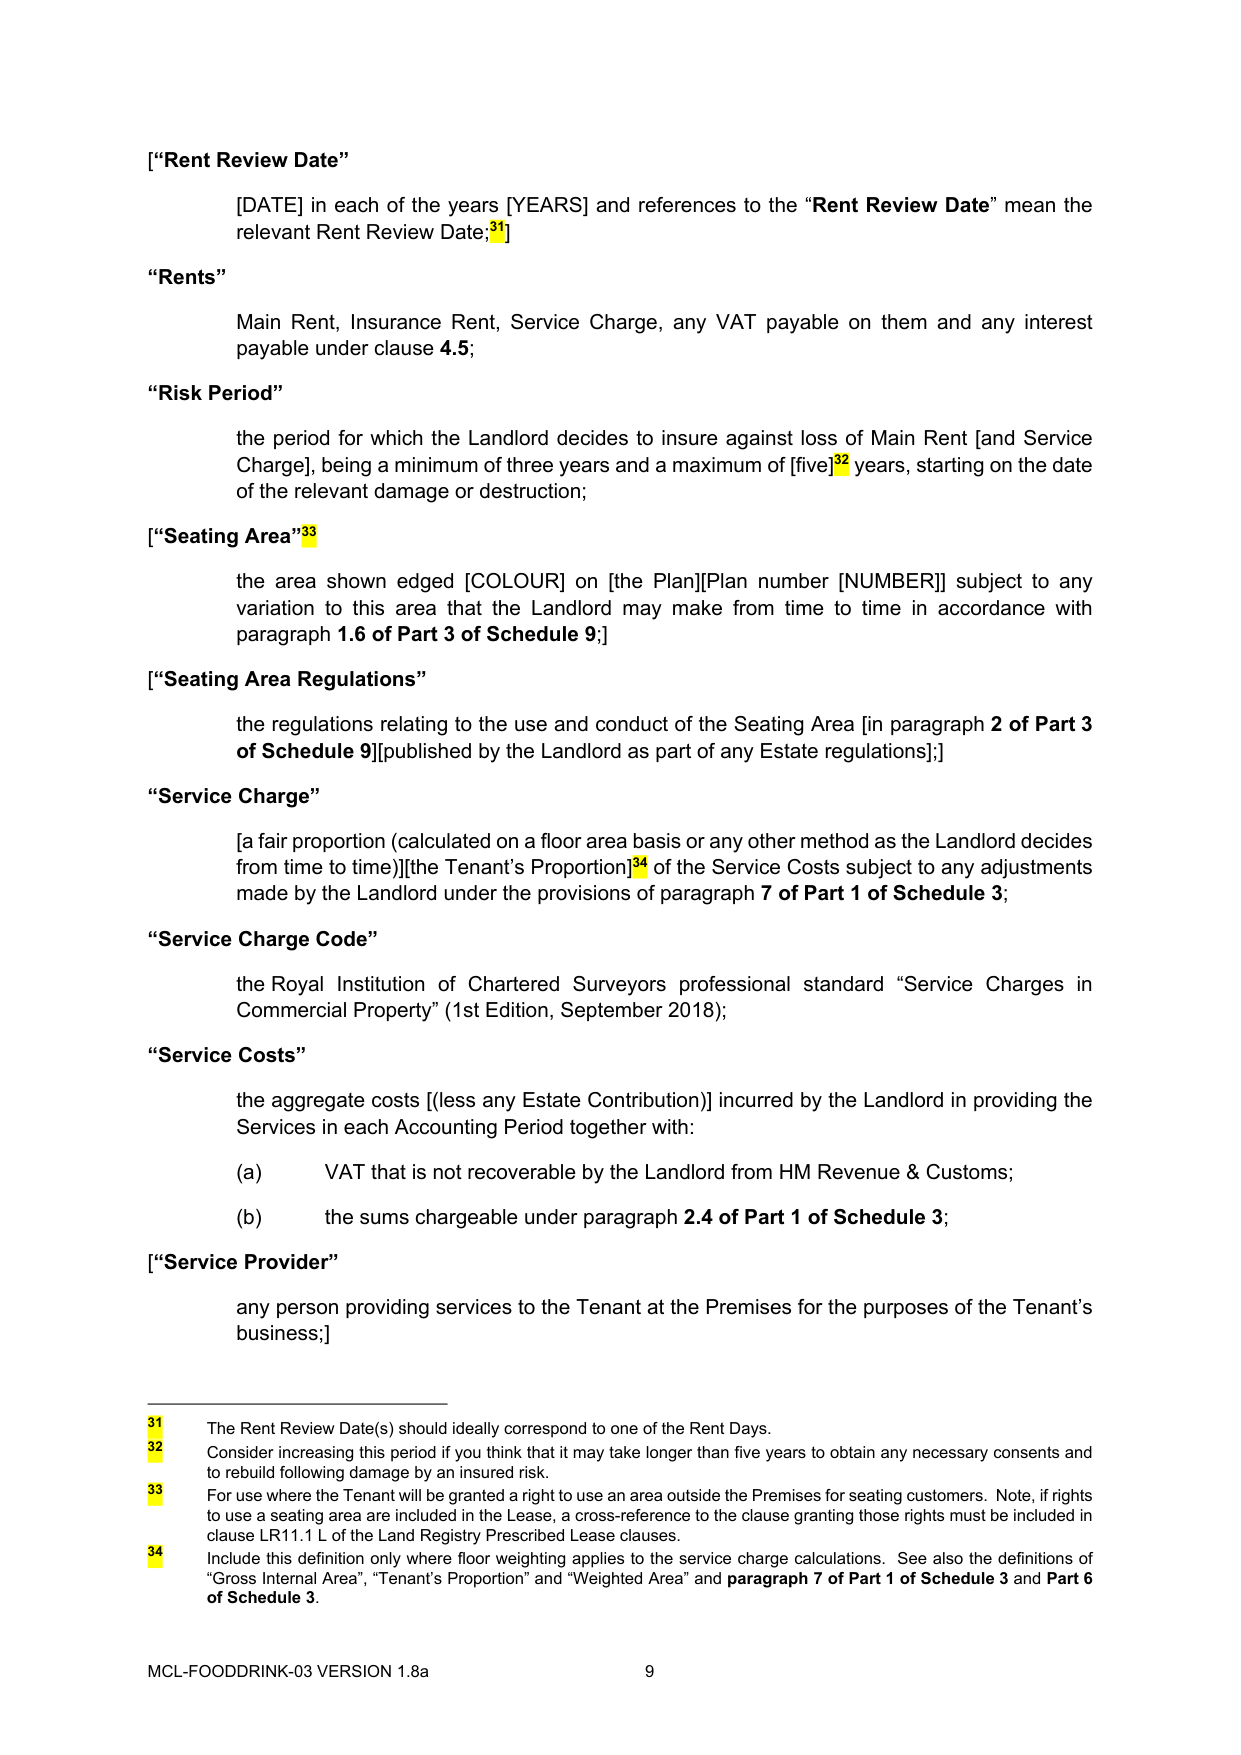 [“Rent Review Date”
[DATE] in each of the years [YEARS] and references to the “Rent Review Date” mean the
relevant Rent Review Date;31]
“Rents”
Main Rent, Insurance Rent, Service Charge, any VAT payable on them and any interest
payable under clause 4.5;
“Risk Period”
the period for which the Landlord decides to insure against loss of Main Rent [and Service
Charge], being a minimum of three years and a maximum of [five]32 years, starting on the date
of the relevant damage or destruction;
[“Seating Area”33
the area shown edged [COLOUR] on [the Plan][Plan number [NUMBER]] subject to any
variation to this area that the Landlord may make from time to time in accordance with
paragraph 1.6 of Part 3 of Schedule 9;]
[“Seating Area Regulations”
the regulations relating to the use and conduct of the Seating Area [in paragraph 2 of Part 3
of Schedule 9][published by the Landlord as part of any Estate regulations];]
“Service Charge”
[a fair proportion (calculated on a floor area basis or any other method as the Landlord decides
from time to time)][the Tenant’s Proportion]34 of the Service Costs subject to any adjustments
made by the Landlord under the provisions of paragraph 7 of Part 1 of Schedule 3;
“Service Charge Code”
the Royal Institution of Chartered Surveyors professional standard “Service Charges in
Commercial Property” (1st Edition, September 2018);
“Service Costs”
the aggregate costs [(less any Estate Contribution)] incurred by the Landlord in providing the
Services in each Accounting Period together with:
(a) VAT that is not recoverable by the Landlord from HM Revenue & Customs;
(b) the sums chargeable under paragraph 2.4 of Part 1 of Schedule 3;
[“Service Provider”
any person providing services to the Tenant at the Premises for the purposes of the Tenant’s
business;]
31 The Rent Review Date(s) should ideally correspond to one of the Rent Days.
32 Consider increasing this period if you think that it may take longer than five years to obtain any necessary consents and
to rebuild following damage by an insured risk.
33 For use where the Tenant will be granted a right to use an area outside the Premises for seating customers. Note, if rights
to use a seating area are included in the Lease, a cross-reference to the clause granting those rights must be included in
clause LR11.1 L of the Land Registry Prescribed Lease clauses.
34 Include this definition only where floor weighting applies to the service charge calculations. See also the definitions of
“Gross Internal Area”, “Tenant’s Proportion” and “Weighted Area” and paragraph 7 of Part 1 of Schedule 3 and Part 6
of Schedule 3.
MCL-FOODDRINK-03 VERSION 1.8a 9